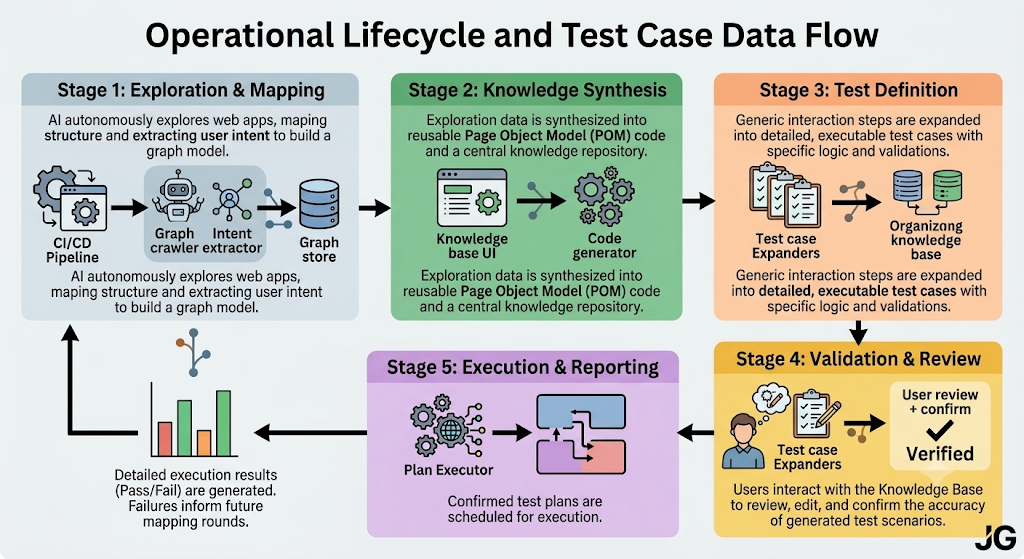 Operational Lifecycle and Test Case Data Flow
Stage 1: Exploration & Mapping
AI autonomously explores web apps, maping
structure and extracting user intent to build a
graph model.
CI/CD
Pipeline
Graph
crawler
Intent
extractor
Graph
store
AI autonomously explores web apps,
maping structure and extracting user intent
to build a graph model.
Stage 2: Knowledge Synthesis
Exploration data is synthesized into
reusable Page Object Model (POM) code
and a central knowledge repository.
Knowledge
base UI
Code
generator
Exploration data is synthesized into
reusable Page Object Model (POM) code
and a central knowledge repository.
Stage 3: Test Definition
Generic interaction steps are expanded
into detailed, executable test cases with
specific logic and validations.
Test case
Expanders
Organizong
knowledge
base
Generic interaction steps are expanded
into detailed, executable test cases with
specific logic and validations.
Stage 4: Validation & Review
Test case
Expanders
User review
+ confirm
Verified
Users interact with the Knowledge Base
to review, edit, and confirm the accuracy
of generated test scenarios.
Stage 5: Execution & Reporting
Plan Executor
Confirmed test plans are
scheduled for execution.
Detailed execution results
(Pass/Fail) are generated.
Failures inform future
mapping rounds.
JG